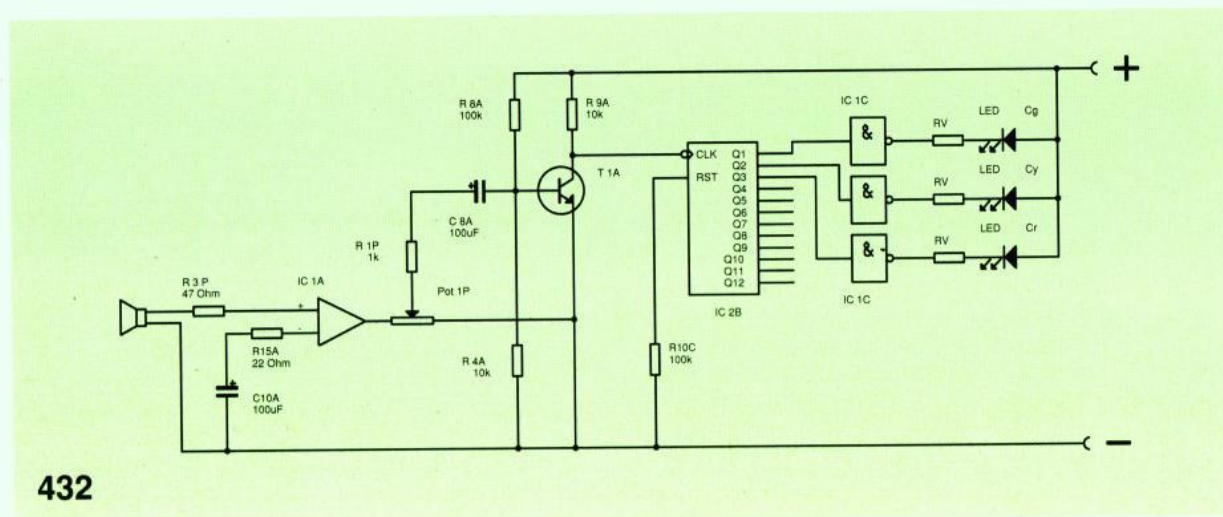 +
R 8A
100k
R 9A
10k
IC 1C
&
RV
LED
Cg
CLK
RST
Q1
Q2
Q3
Q4
Q5
Q6
Q7
Q8
Q9
Q10
Q11
Q12
IC 2B
T 1A
+
C 8A
100uF
&
RV
LED
Cy
R 1P
1k
&
RV
LED
Cr
IC 1C
Pot 1P
R 3 P
47 Ohm
IC 1A
+
-
R15A
22 Ohm
R 4A
10k
R10C
100k
+
C10A
100uF
−
432